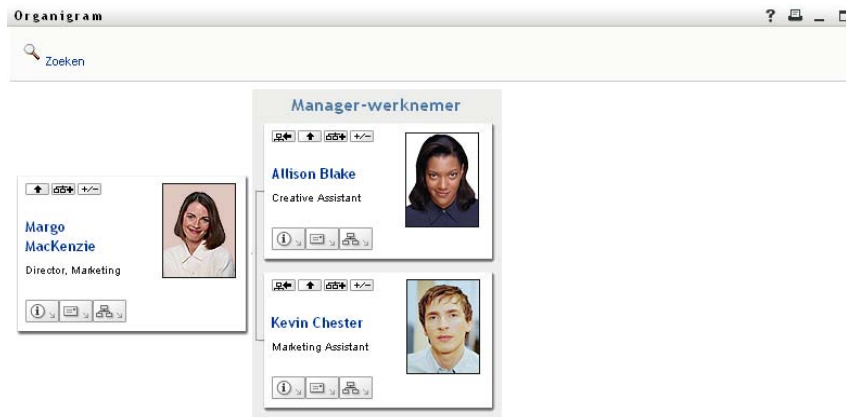 Organigram
?
Zoeken
Manager-werknemer
+/-
Allison Blake
Creative Assistant
+/-
Margo
MacKenzie
Director, Marketing
+/-
Kevin Chester
Marketing Assistant